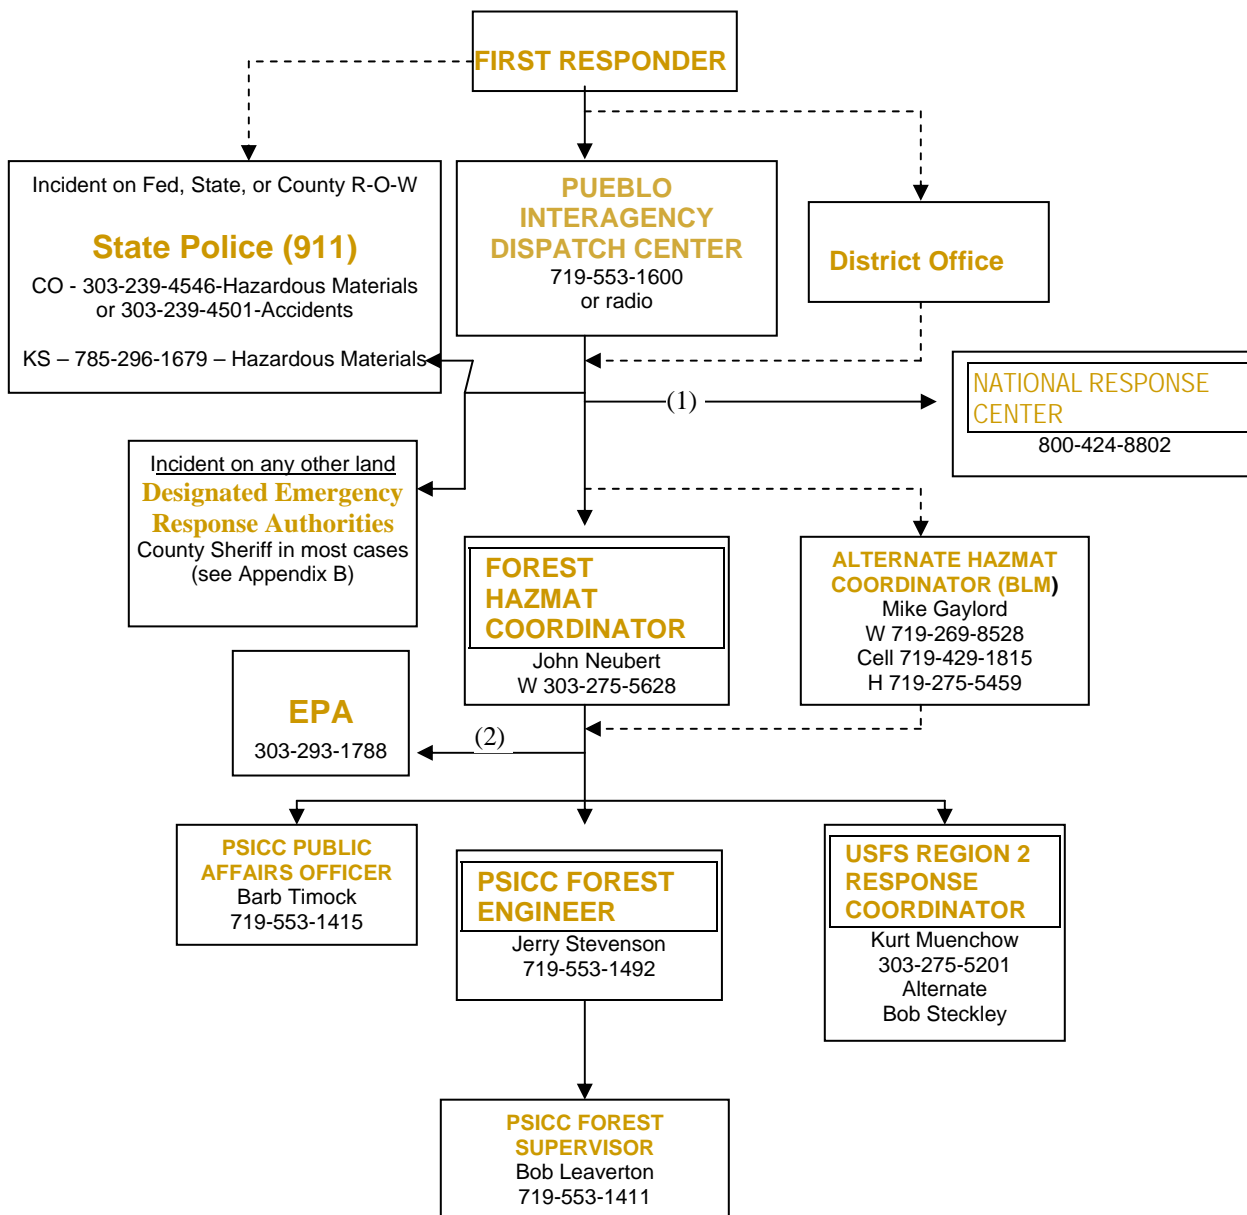 FIRST RESPONDER
Incident on Fed, State, or County R-O-W
State Police (911)
CO - 303-239-4546-Hazardous Materials
or 303-239-4501-Accidents
KS – 785-296-1679 – Hazardous Materials
PUEBLO
INTERAGENCY
DISPATCH CENTER
719-553-1600
or radio
District Office
(1)
NATIONAL RESPONSE
CENTER
800-424-8802
Incident on any other land
Designated Emergency
Response Authorities
County Sheriff in most cases
(see Appendix B)
FOREST
HAZMAT
COORDINATOR
John Neubert
W 303-275-5628
ALTERNATE HAZMAT
COORDINATOR (BLM)
Mike Gaylord
W 719-269-8528
Cell 719-429-1815
H 719-275-5459
EPA
303-293-1788
(2)
PSICC PUBLIC
AFFAIRS OFFICER
Barb Timock
719-553-1415
PSICC FOREST
ENGINEER
Jerry Stevenson
719-553-1492
USFS REGION 2
RESPONSE
COORDINATOR
Kurt Muenchow
303-275-5201
Alternate
Bob Steckley
PSICC FOREST
SUPERVISOR
Bob Leaverton
719-553-1411